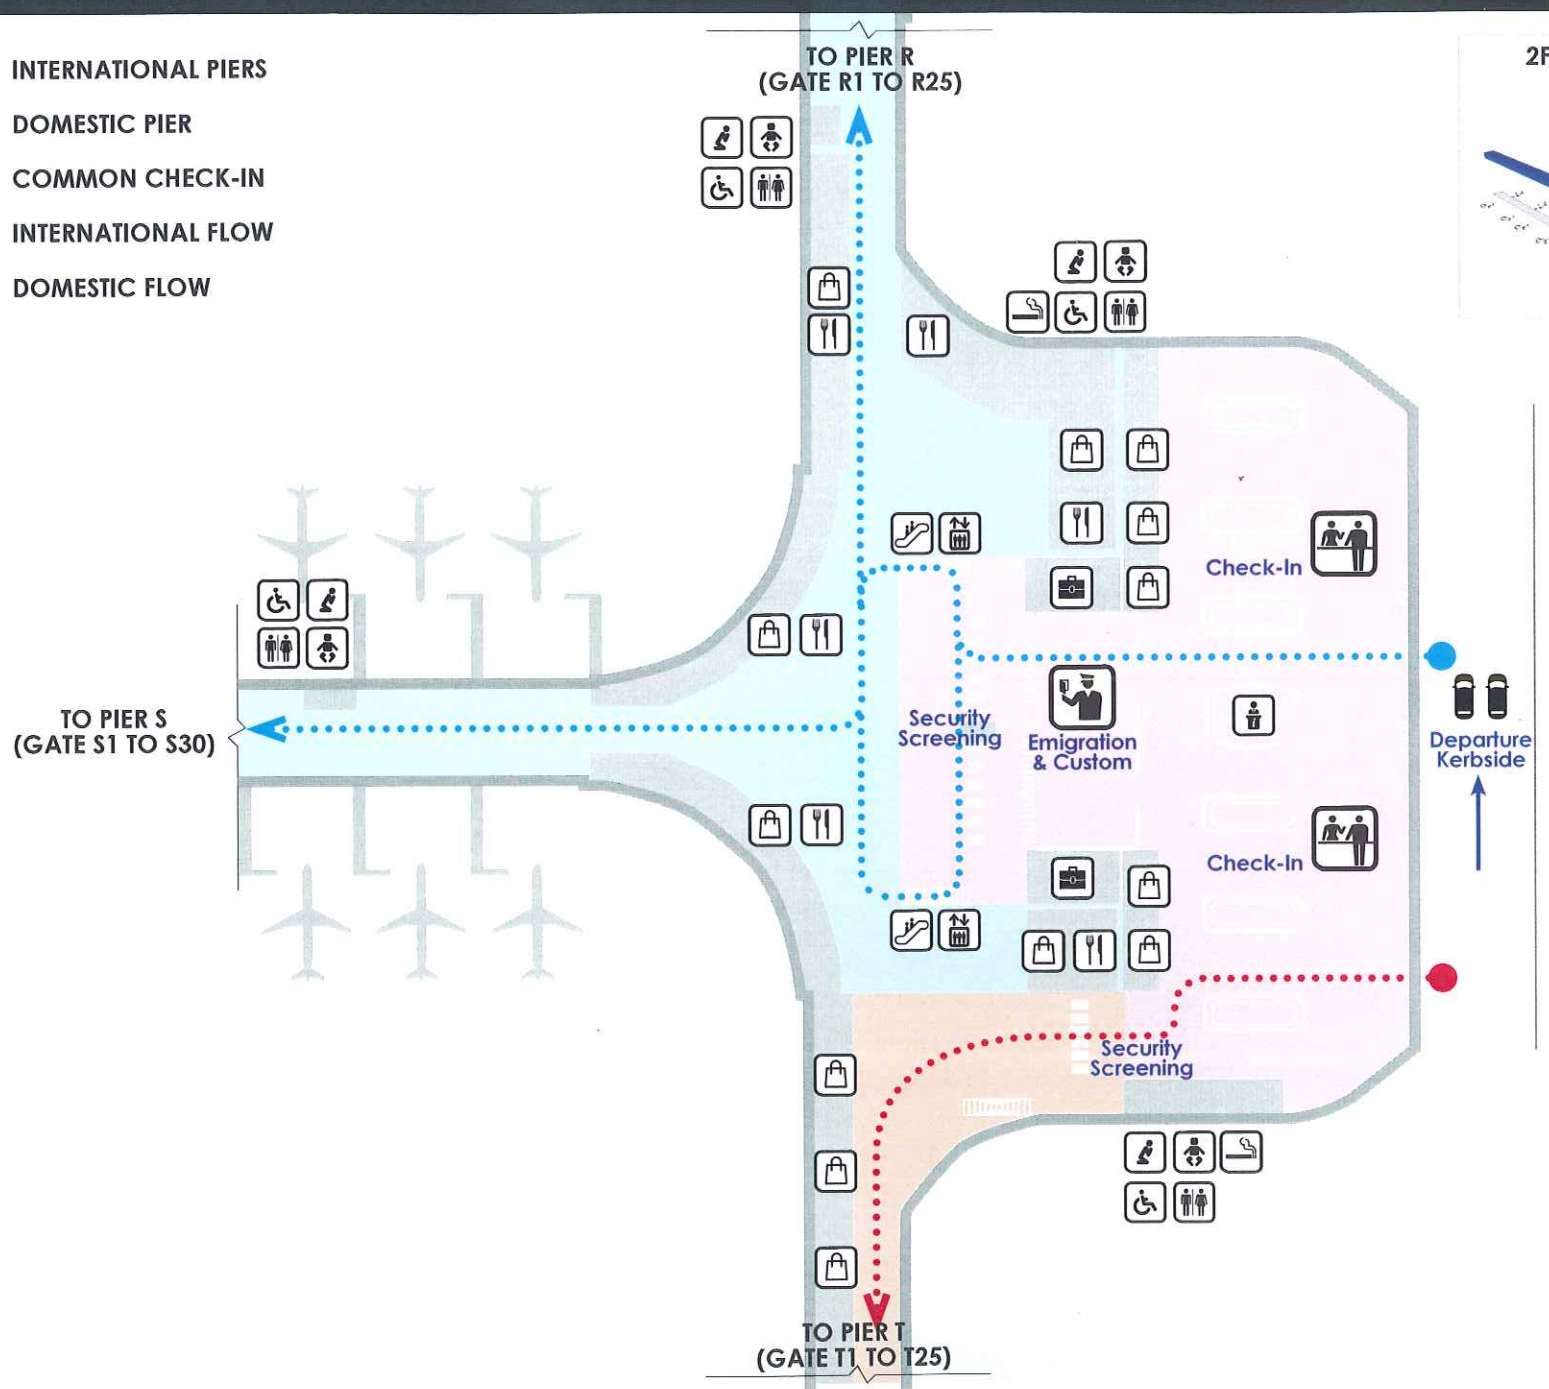 INTERNATIONAL PIERS
DOMESTIC PIER
COMMON CHECK-IN
INTERNATIONAL FLOW
DOMESTIC FLOW
TO PIER R
(GATE R1 TO R25)
2F
Check-In
TO PIER S
(GATE S1 TO S30)
Security
Screening
Emigration
& Custom
Departure
Kerbside
Check-In
Security
Screening
TO PIER T
(GATE T1 TO T25)